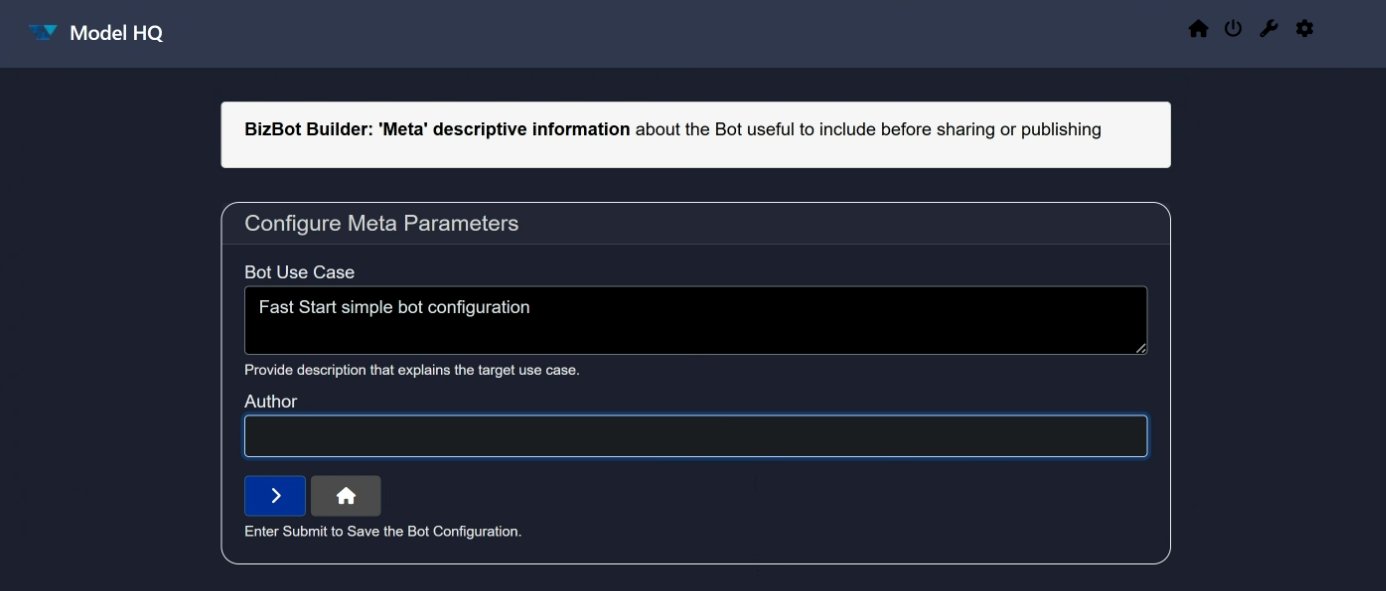 Model HQ
BizBot Builder: 'Meta' descriptive information about the Bot useful to include before sharing or publishing
Configure Meta Parameters
Bot Use Case
Fast Start simple bot configuration
Provide description that explains the target use case.
Author
Enter Submit to Save the Bot Configuration.